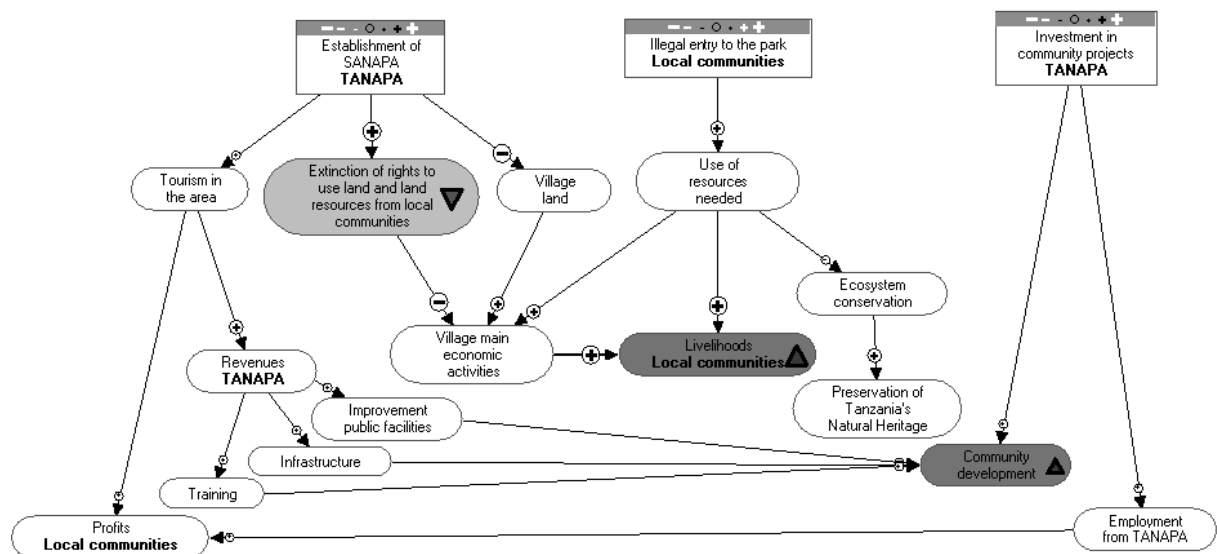 Establishment of
SANAPA
TANAPA
Illegal entry to the park
Local communities
Investment in
community projects
TANAPA
Tourism in
the area
Extinction of rights to
use land and land
resources from local
communities
Village
land
Use of
resources
needed
Ecosystem
conservation
Village main
economic
activities
Livelihoods
Local communities
Revenues
TANAPA
Improvement
public facilities
Preservation of
Tanzania's
Natural Heritage
Infrastructure
Community
development
Training
Profits
Local communities
Employment
from TANAPA